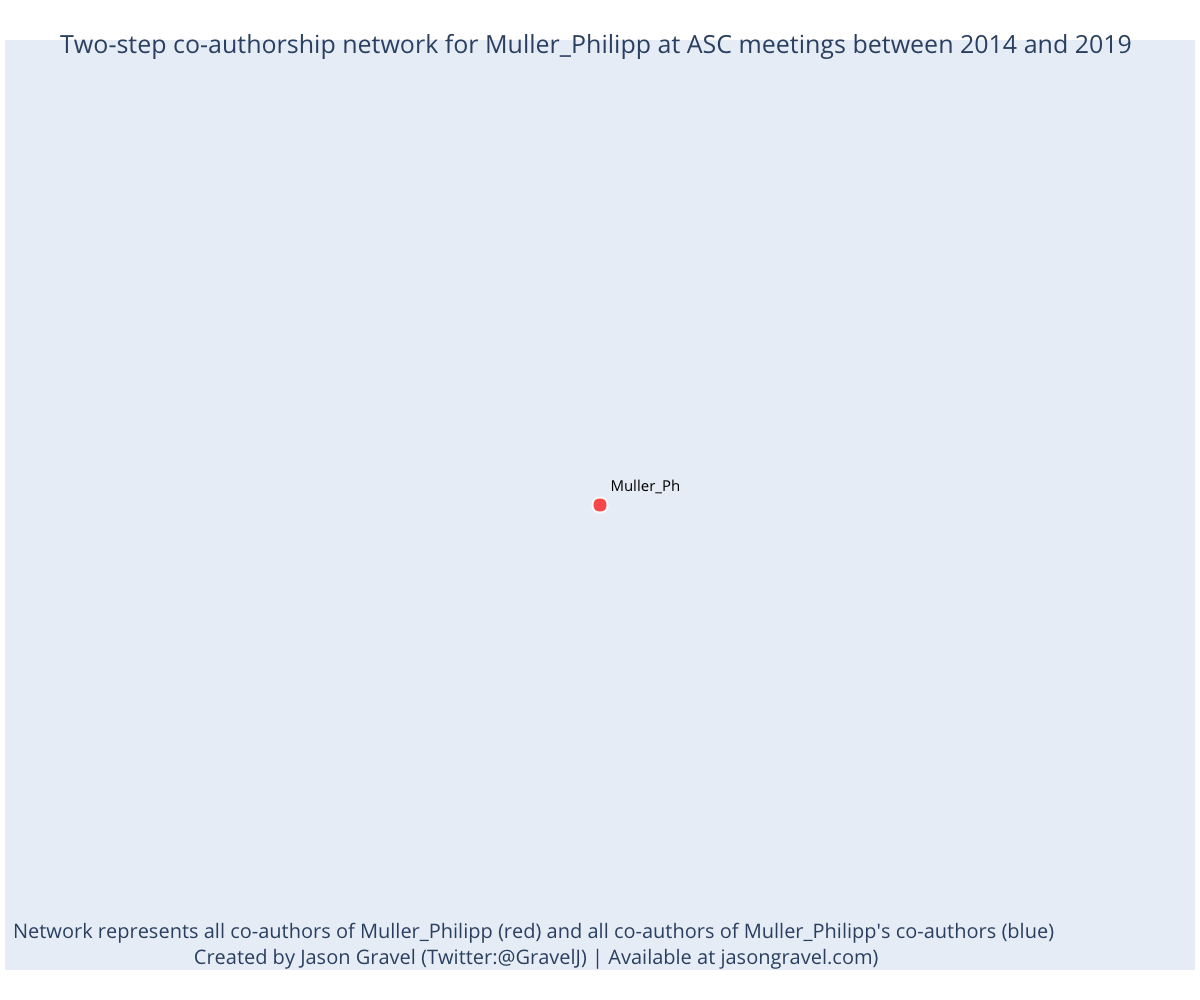 Two-step co-authorship network for Muller_Philipp at ASC meetings between 2014 and 2019
Muller_Ph
Network represents all co-authors of Muller_Philipp (red) and all co-authors of Muller_Philipp's co-authors (blue)
Created by Jason Gravel (Twitter:@GravelJ) | Available at jasongravel.com)